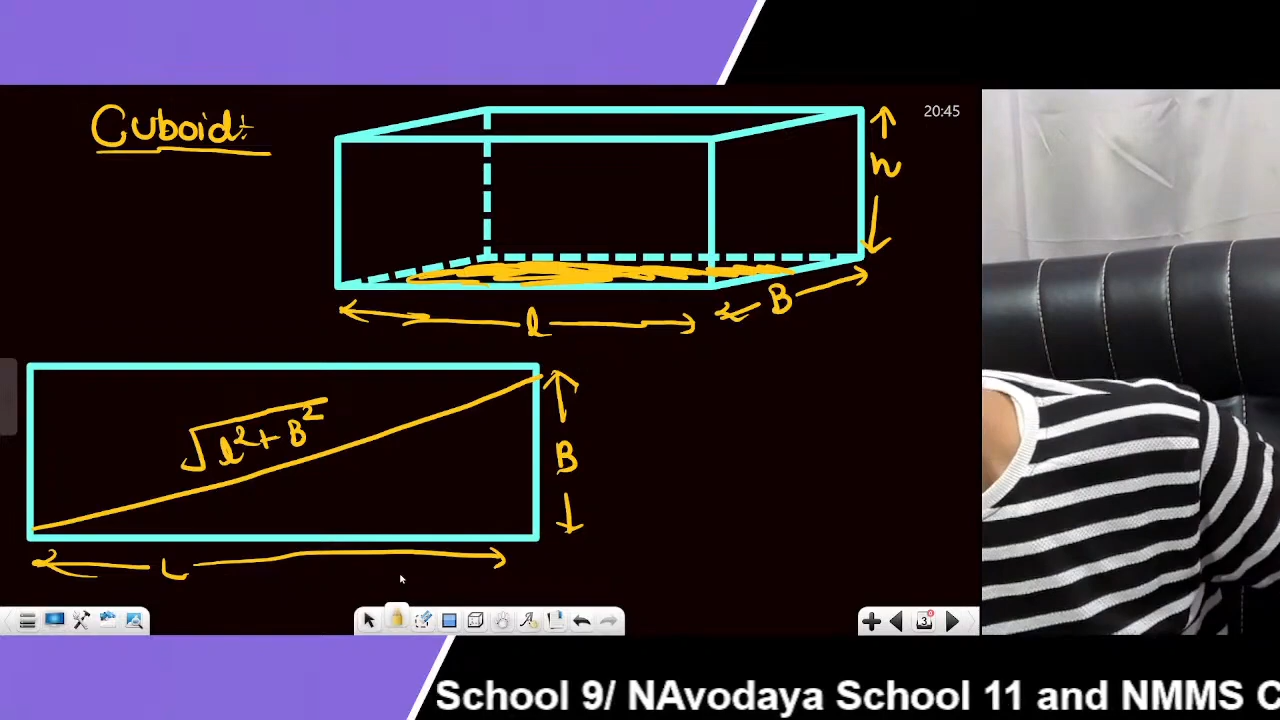 Cuboid:
20:45
h
B
l
√l²+B²
B
L
3
School 9/ NAvodaya School 11 and NMMS C